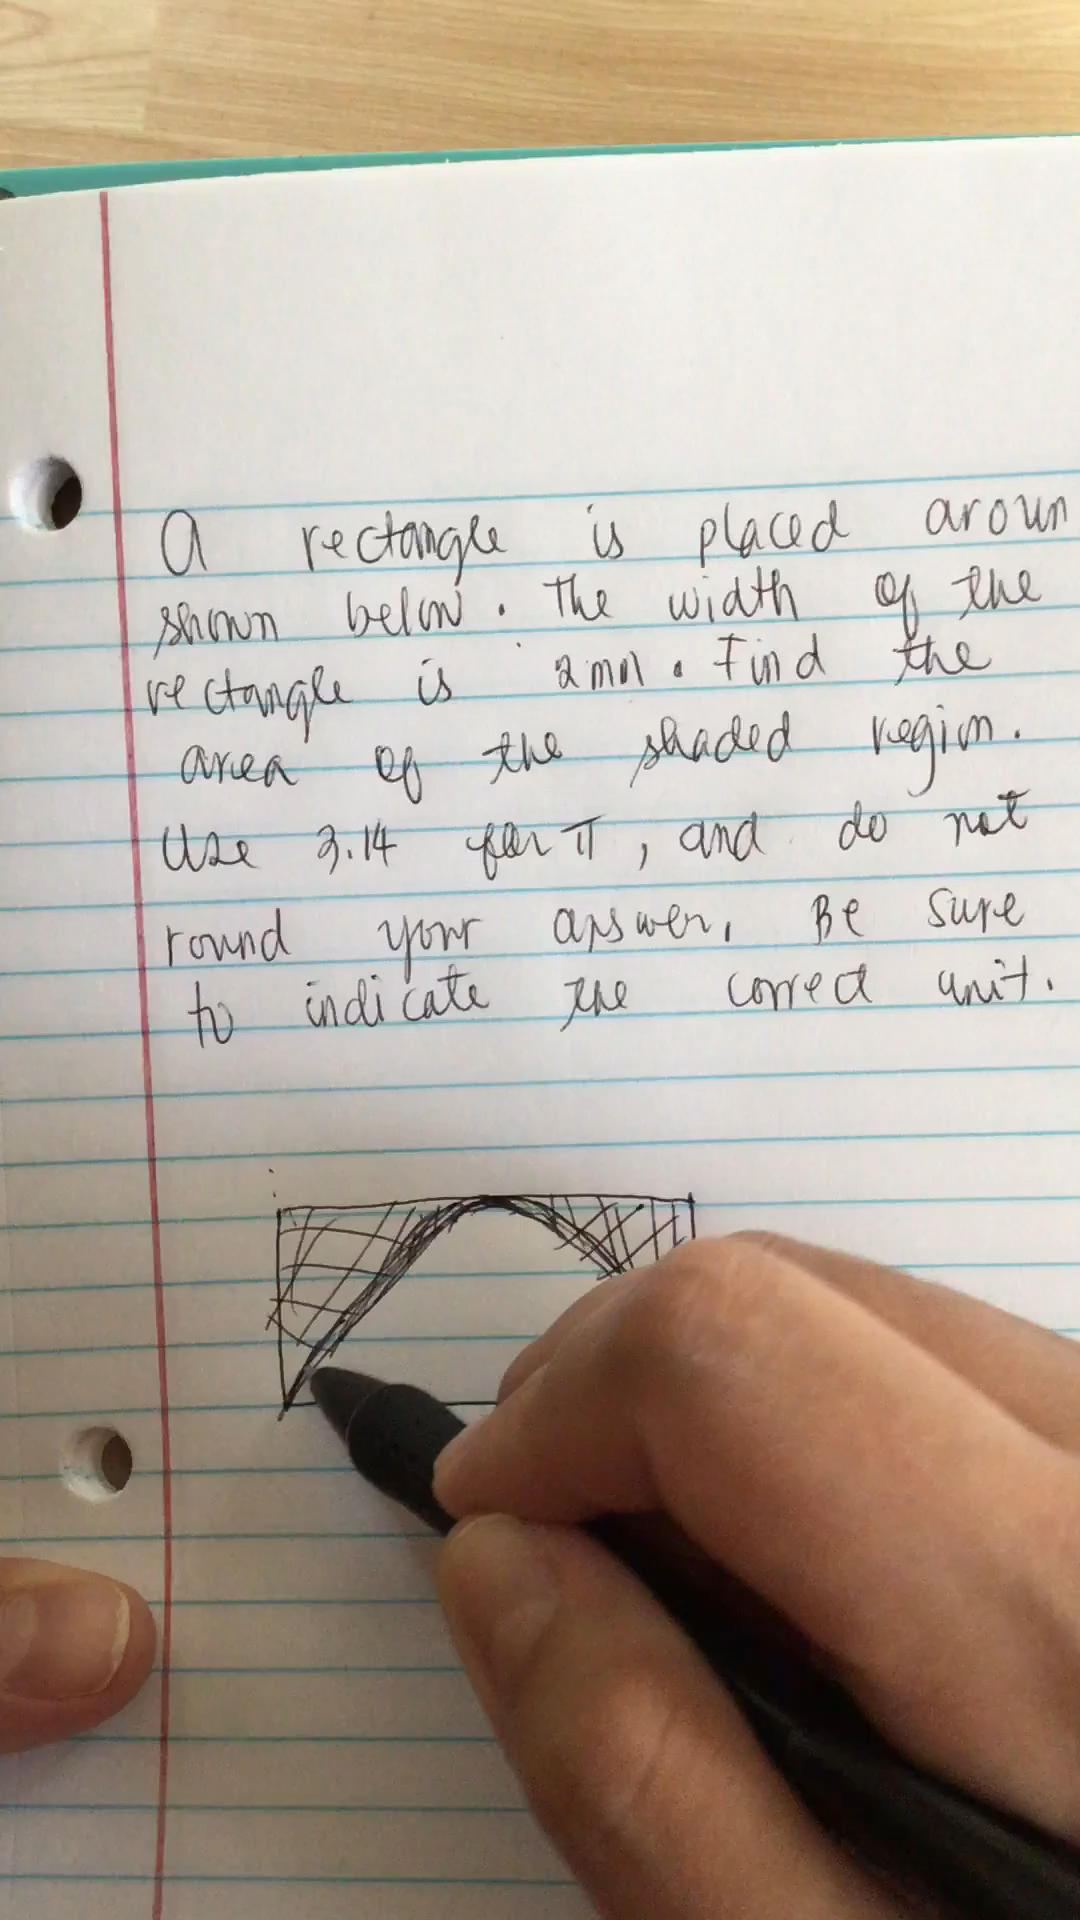 A rectangle is placed aroun
shown below. The width of the
rectangle is 2mm. Find the
area of the shaded region.
Use 3.14 for π, and do not
round your answer. Be sure
to indicate the correct unit.